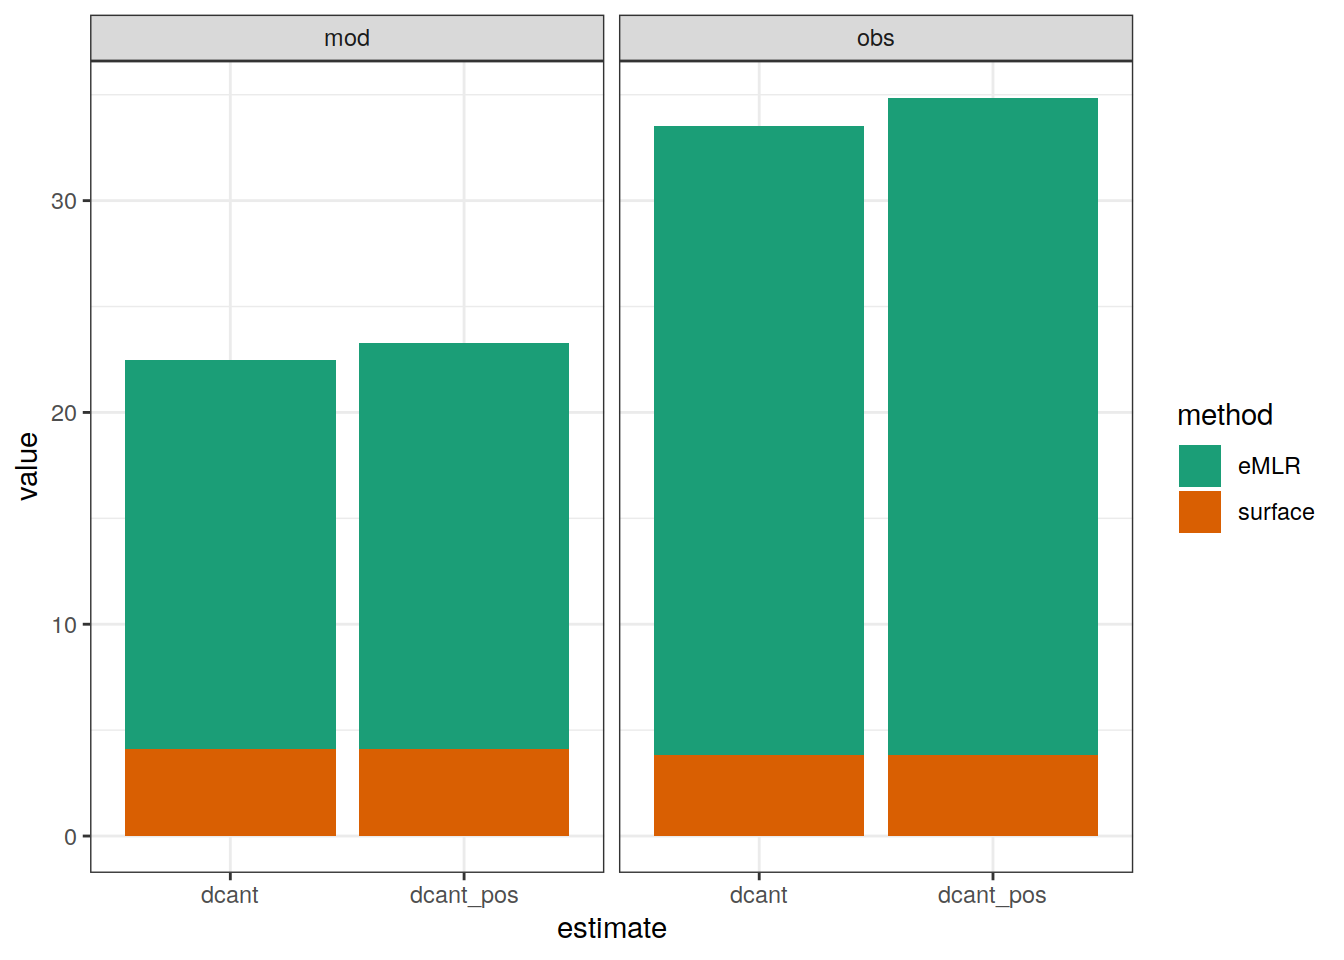 mod
obs
30
20
10
0
value
dcant
dcant_pos
dcant
dcant_pos
estimate
method
eMLR
surface